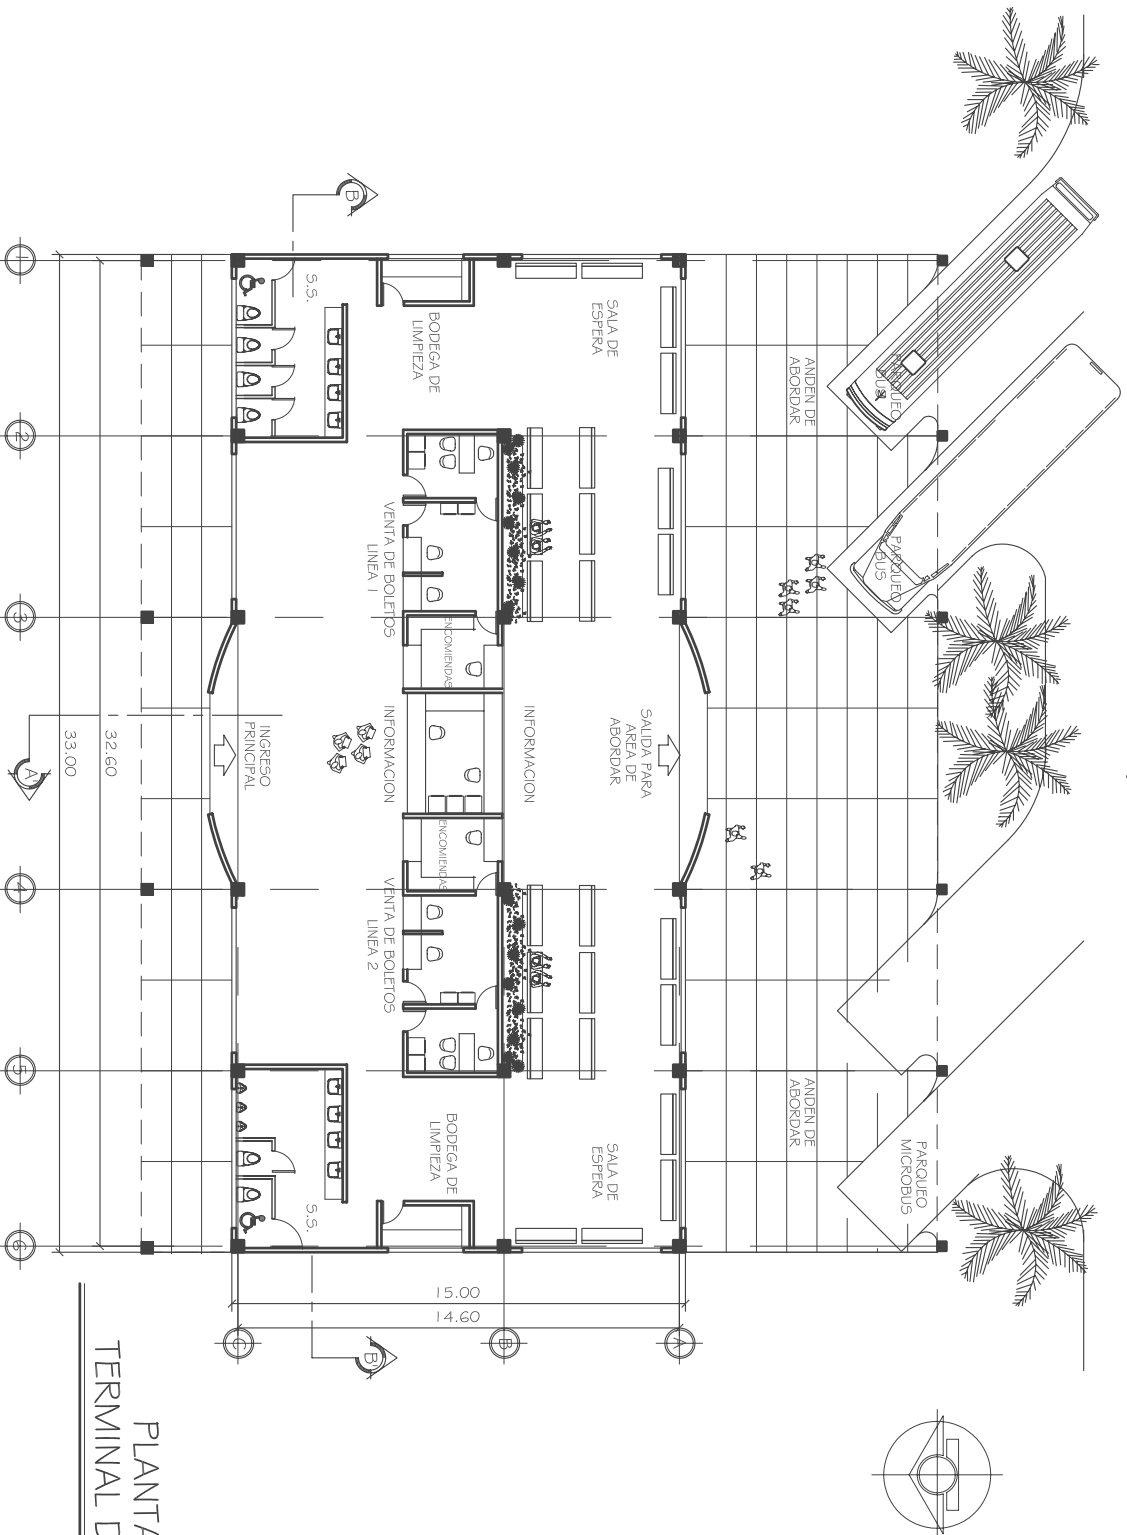 PARQUEO
BUS
PARQUEO
BUS
PARQUEO
MICROBUS
ANDEN DE
ABORDAR
ANDEN DE
ABORDAR
SALA DE
ESPERA
SALIDA PARA
AREA DE
ABORDAR
SALA DE
ESPERA
INFORMACION
BODEGA DE
LIMPIEZA
VENTA DE BOLETOS
LINEA 1
ENCOMIENDAS
INFORMACION
ENCOMIENDAS
VENTA DE BOLETOS
LINEA 2
BODEGA DE
LIMPIEZA
S.S.
INGRESO
PRINCIPAL
S.S.
A
B
C
14.60
15.00
B
B'
A'
32.60
33.00
1
2
3
4
5
6
PLANTA
TERMINAL D